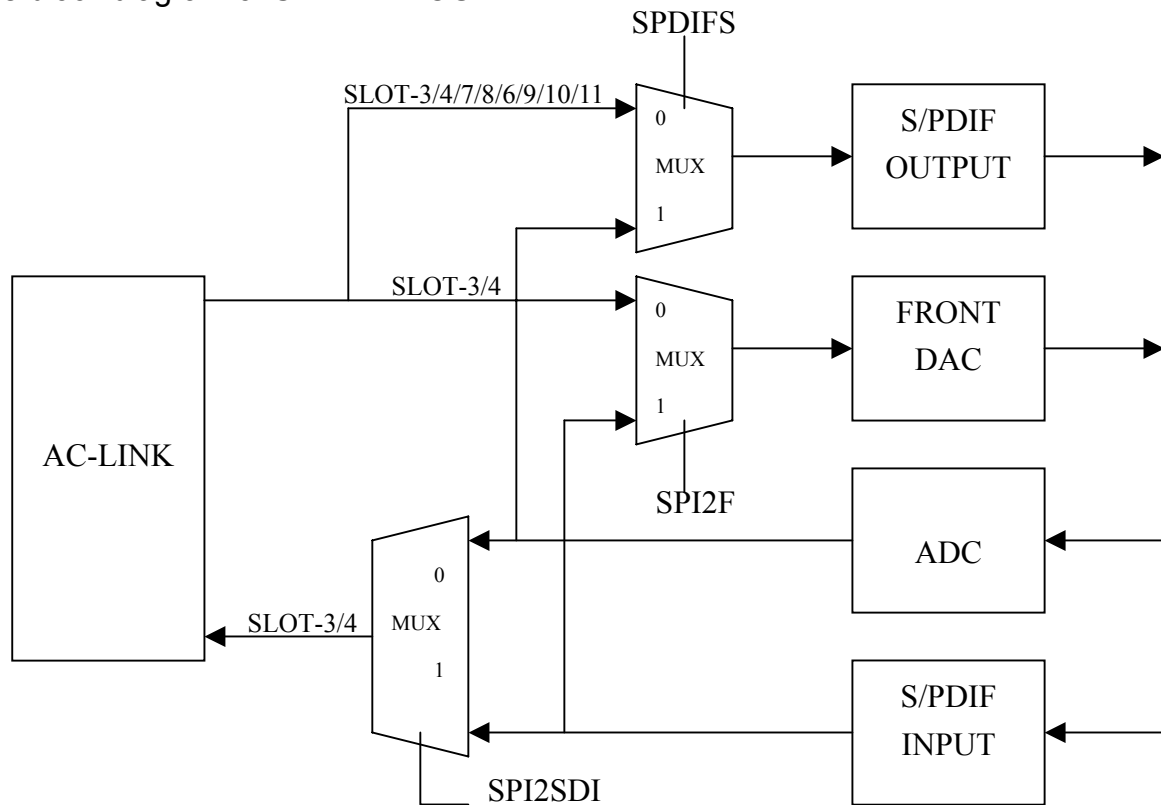 SPDIFS
SLOT-3/4/7/8/6/9/10/11
0
MUX
1
S/PDIF
OUTPUT
SLOT-3/4
0
MUX
1
FRONT
DAC
AC-LINK
SPI2F
ADC
0
MUX
1
SLOT-3/4
S/PDIF
INPUT
SPI2SDI